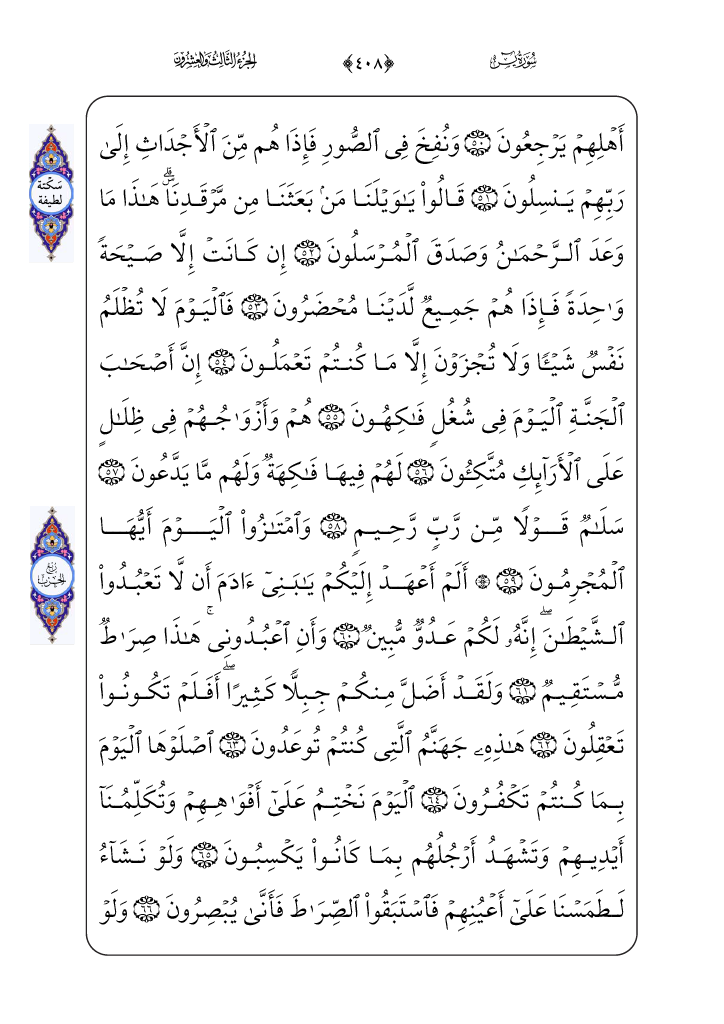 سُورَةُ يسٓ
﴿٤٠٨﴾
الجُزْءُ الثَّالِثُ وَالعِشْرُونَ
أَهْلِهِمْ يَرْجِعُونَ ٥٠ وَنُفِخَ فِى ٱلصُّورِ فَإِذَا هُم مِّنَ ٱلْأَجْدَاثِ إِلَىٰ
رَبِّهِمْ يَنسِلُونَ ٥١ قَالُوا۟ يَٰوَيْلَنَا مَنۢ بَعَثَنَا مِن مَّرْقَدِنَا ۜ ۗ هَٰذَا مَا
وَعَدَ ٱلرَّحْمَٰنُ وَصَدَقَ ٱلْمُرْسَلُونَ ٥٢ إِن كَانَتْ إِلَّا صَيْحَةً
وَٰحِدَةً فَإِذَا هُمْ جَمِيعٌ لَّدَيْنَا مُحْضَرُونَ ٥٣ فَٱلْيَوْمَ لَا تُظْلَمُ
نَفْسٌ شَيْـًٔا وَلَا تُجْزَوْنَ إِلَّا مَا كُنتُمْ تَعْمَلُونَ ٥٤ إِنَّ أَصْحَٰبَ
ٱلْجَنَّةِ ٱلْيَوْمَ فِى شُغُلٍ فَٰكِهُونَ ٥٥ هُمْ وَأَزْوَٰجُهُمْ فِى ظِلَٰلٍ
عَلَى ٱلْأَرَآئِكِ مُتَّكِـُٔونَ ٥٦ لَهُمْ فِيهَا فَٰكِهَةٌ وَلَهُم مَّا يَدَّعُونَ ٥٧
سَلَٰمٌ قَوْلًا مِّن رَّبٍّ رَّحِيمٍ ٥٨ وَٱمْتَٰزُوا۟ ٱلْيَوْمَ أَيُّهَا
ٱلْمُجْرِمُونَ ٥٩ ۞ أَلَمْ أَعْهَدْ إِلَيْكُمْ يَٰبَنِىٓ ءَادَمَ أَن لَّا تَعْبُدُوا۟
ٱلشَّيْطَٰنَ ۖ إِنَّهُۥ لَكُمْ عَدُوٌّ مُّبِينٌ ٦٠ وَأَنِ ٱعْبُدُونِى ۚ هَٰذَا صِرَٰطٌ
مُّسْتَقِيمٌ ٦١ وَلَقَدْ أَضَلَّ مِنكُمْ جِبِلًّا كَثِيرًا ۖ أَفَلَمْ تَكُونُوا۟
تَعْقِلُونَ ٦٢ هَٰذِهِۦ جَهَنَّمُ ٱلَّتِى كُنتُمْ تُوعَدُونَ ٦٣ ٱصْلَوْهَا ٱلْيَوْمَ
بِمَا كُنتُمْ تَكْفُرُونَ ٦٤ ٱلْيَوْمَ نَخْتِمُ عَلَىٰٓ أَفْوَٰهِهِمْ وَتُكَلِّمُنَآ
أَيْدِيهِمْ وَتَشْهَدُ أَرْجُلُهُم بِمَا كَانُوا۟ يَكْسِبُونَ ٦٥ وَلَوْ نَشَآءُ
لَطَمَسْنَا عَلَىٰٓ أَعْيُنِهِمْ فَٱسْتَبَقُوا۟ ٱلصِّرَٰطَ فَأَنَّىٰ يُبْصِرُونَ ٦٦ وَلَوْ
سَكْتَة
لطيفة
رُبْع
الحِزْب